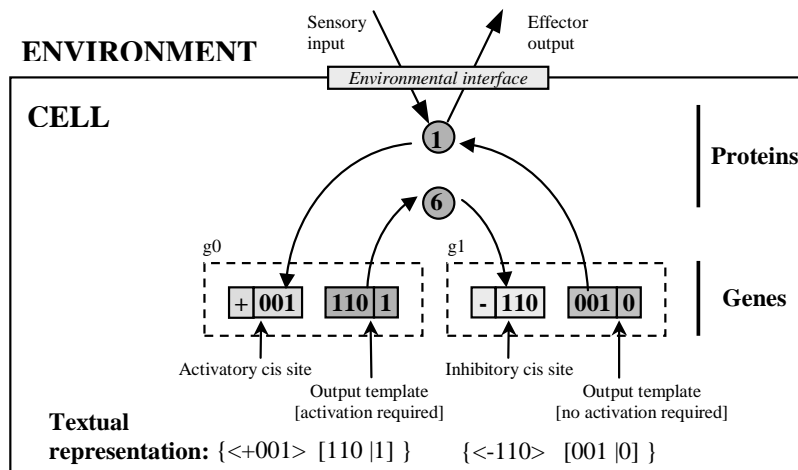 Sensory
input
Effector
output
ENVIRONMENT
Environmental interface
CELL
1
Proteins
6
g0
g1
+ 001
110 1
- 110
001 0
Genes
Activatory cis site
Inhibitory cis site
Output template
[activation required]
Output template
[no activation required]
Textual
representation: {<+001> [110 |1] } {<-110> [001 |0] }